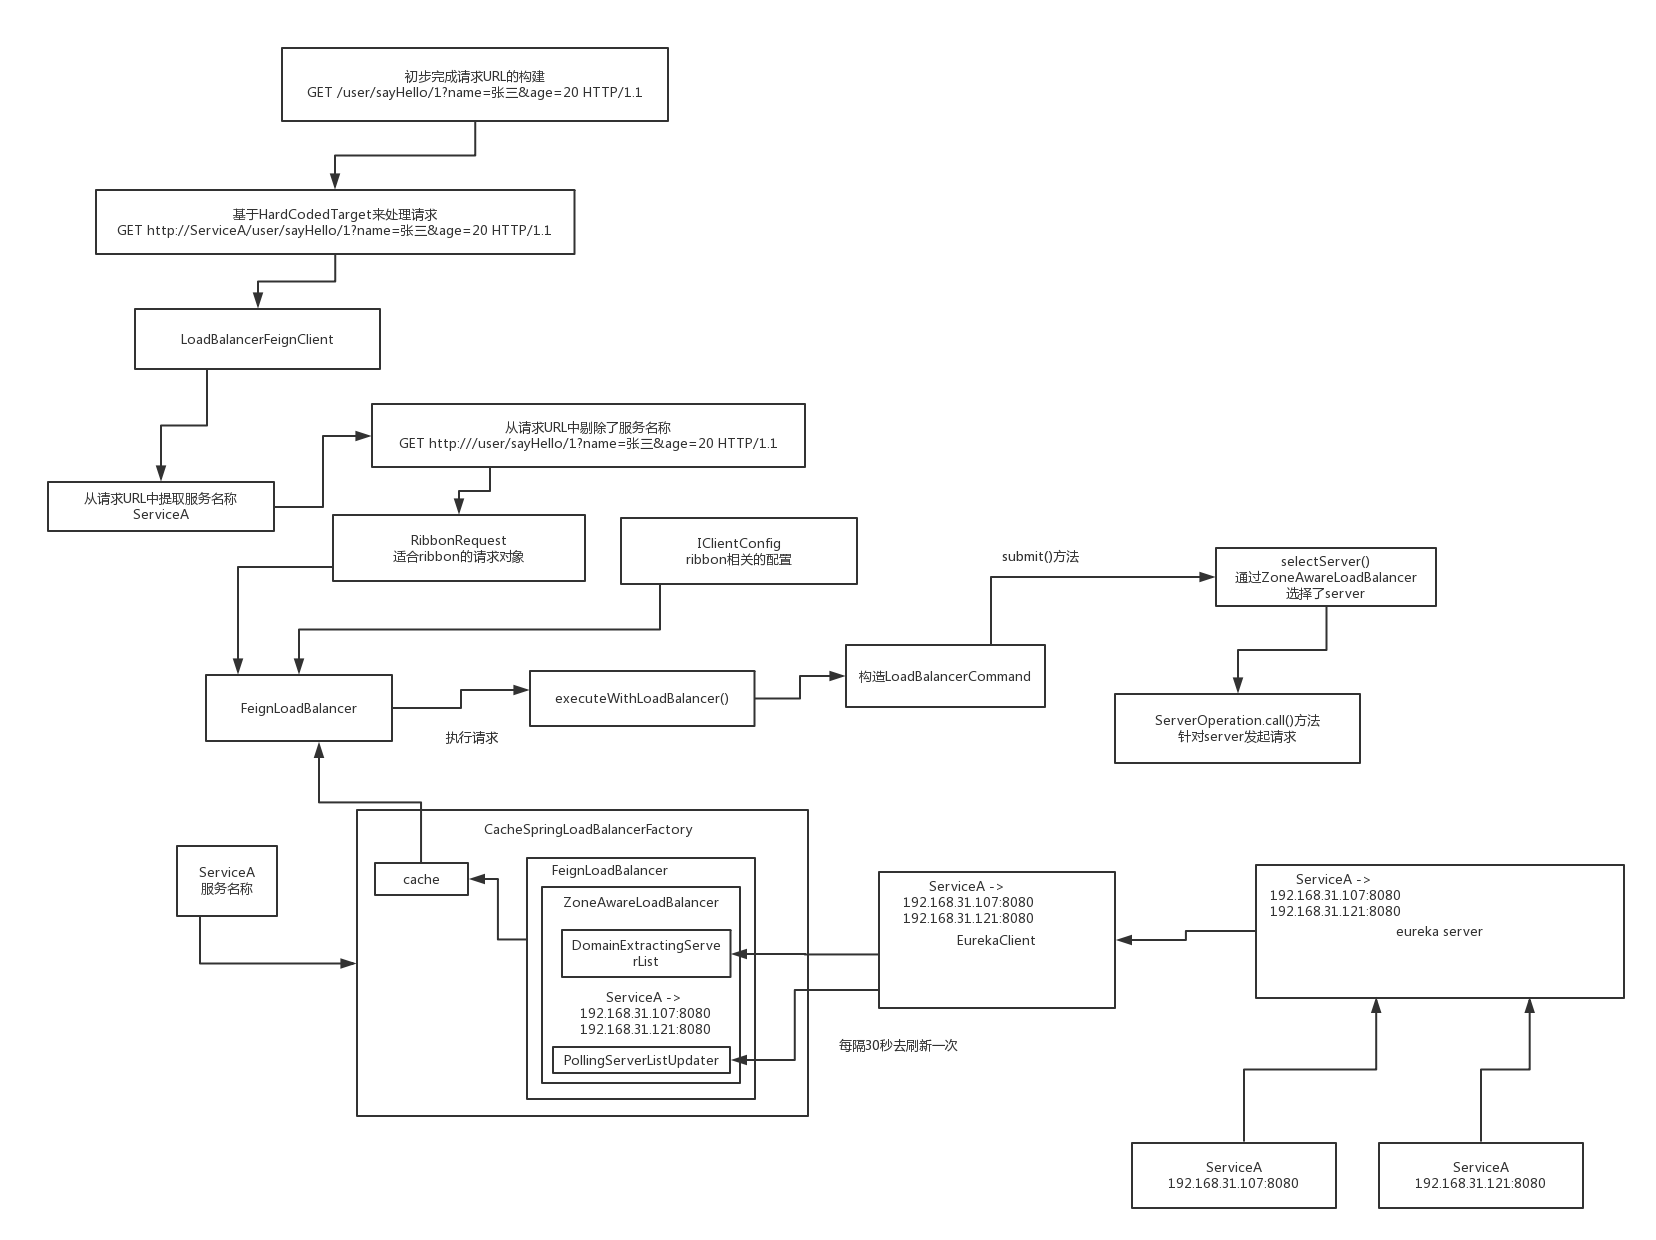 初步完成请求URL的构建
GET /user/sayHello/1?name=张三&age=20 HTTP/1.1
基于HardCodedTarget来处理请求
GET http://ServiceA/user/sayHello/1?name=张三&age=20 HTTP/1.1
LoadBalancerFeignClient
从请求URL中剔除了服务名称
GET http:///user/sayHello/1?name=张三&age=20 HTTP/1.1
从请求URL中提取服务名称
ServiceA
RibbonRequest
适合ribbon的请求对象
IClientConfig
ribbon相关的配置
submit()方法
selectServer()
通过ZoneAwareLoadBalancer
选择了server
FeignLoadBalancer
执行请求
executeWithLoadBalancer()
构造LoadBalancerCommand
ServerOperation.call()方法
针对server发起请求
ServiceA
服务名称
CacheSpringLoadBalancerFactory
cache
FeignLoadBalancer
ZoneAwareLoadBalancer
DomainExtractingServe
rList
ServiceA ->
192.168.31.107:8080
192.168.31.121:8080
PollingServerListUpdater
ServiceA ->
192.168.31.107:8080
192.168.31.121:8080
EurekaClient
每隔30秒去刷新一次
ServiceA ->
192.168.31.107:8080
192.168.31.121:8080
eureka server
ServiceA
192.168.31.107:8080
ServiceA
192.168.31.121:8080